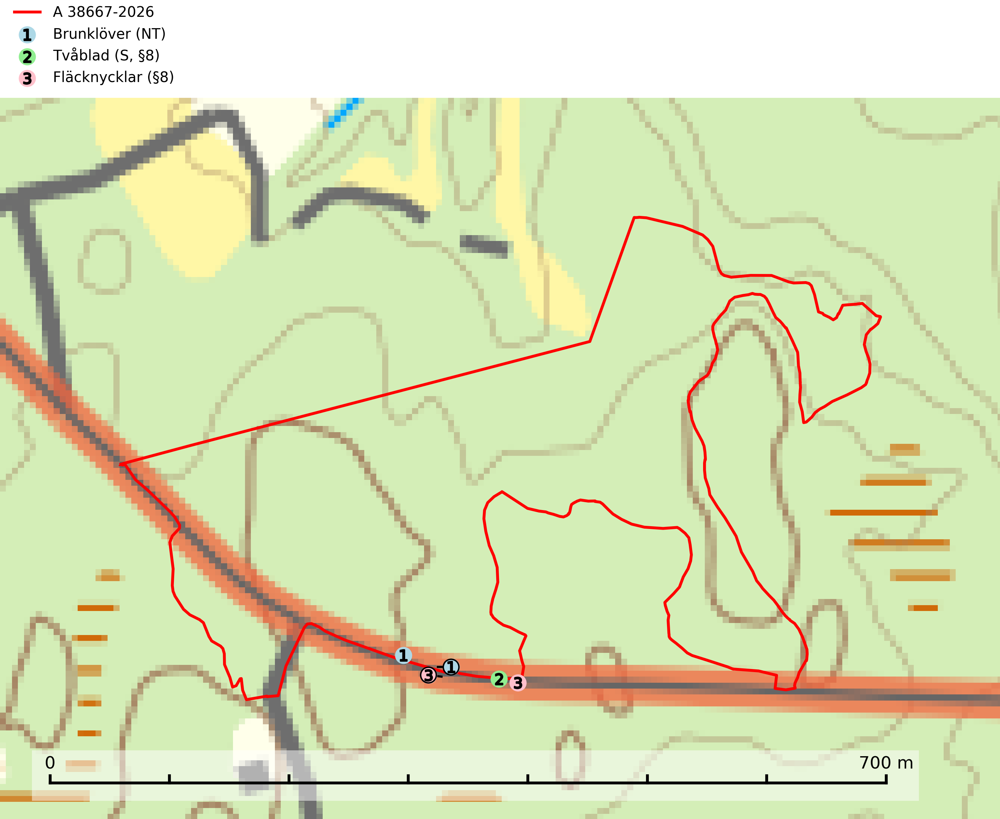 A 38667-2026
1 Brunklöver (NT)
2 Tvåblad (S, §8)
3 Fläcknycklar (§8)
1
1
3
2
3
0 700 m